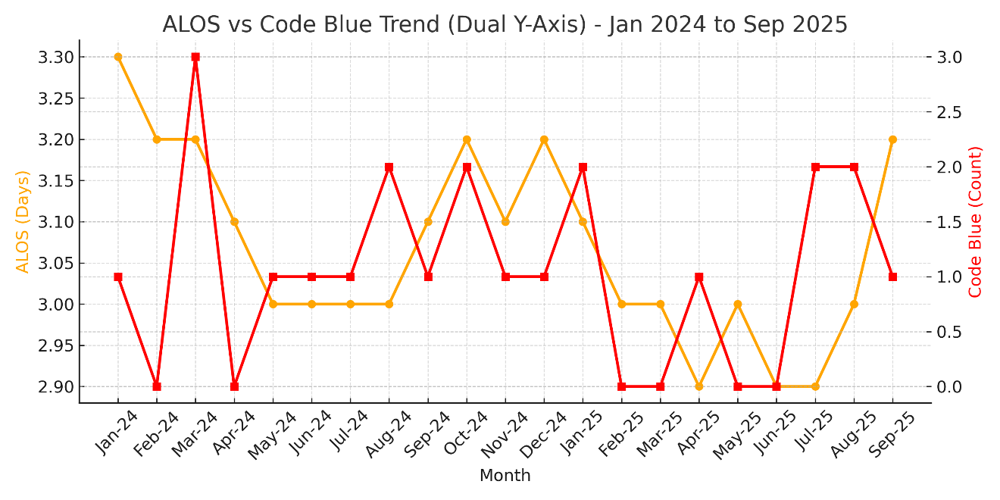 ALOS vs Code Blue Trend (Dual Y-Axis) - Jan 2024 to Sep 2025
ALOS (Days)
3.30
3.25
3.20
3.15
3.10
3.05
3.00
2.95
2.90
3.0
2.5
2.0
1.5
1.0
0.5
0.0
Code Blue (Count)
Jan-24
Feb-24
Mar-24
Apr-24
May-24
Jun-24
Jul-24
Aug-24
Sep-24
Oct-24
Nov-24
Dec-24
Jan-25
Feb-25
Mar-25
Apr-25
May-25
Jun-25
Jul-25
Aug-25
Sep-25
Month